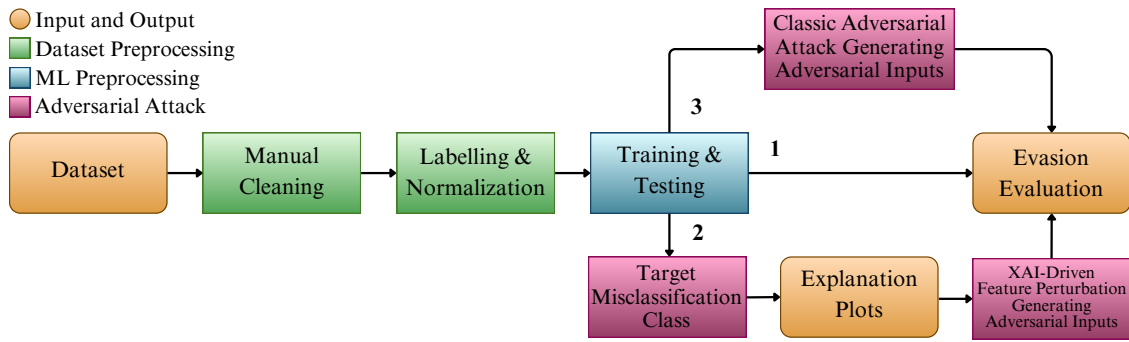 Input and Output
Dataset Preprocessing
ML Preprocessing
Adversarial Attack
Classic Adversarial
Attack Generating
Adversarial Inputs
3
Dataset
Manual
Cleaning
Labelling &
Normalization
Training &
Testing
1
Evasion
Evaluation
2
Target
Misclassification
Class
Explanation
Plots
XAI-Driven
Feature Perturbation
Generating
Adversarial Inputs